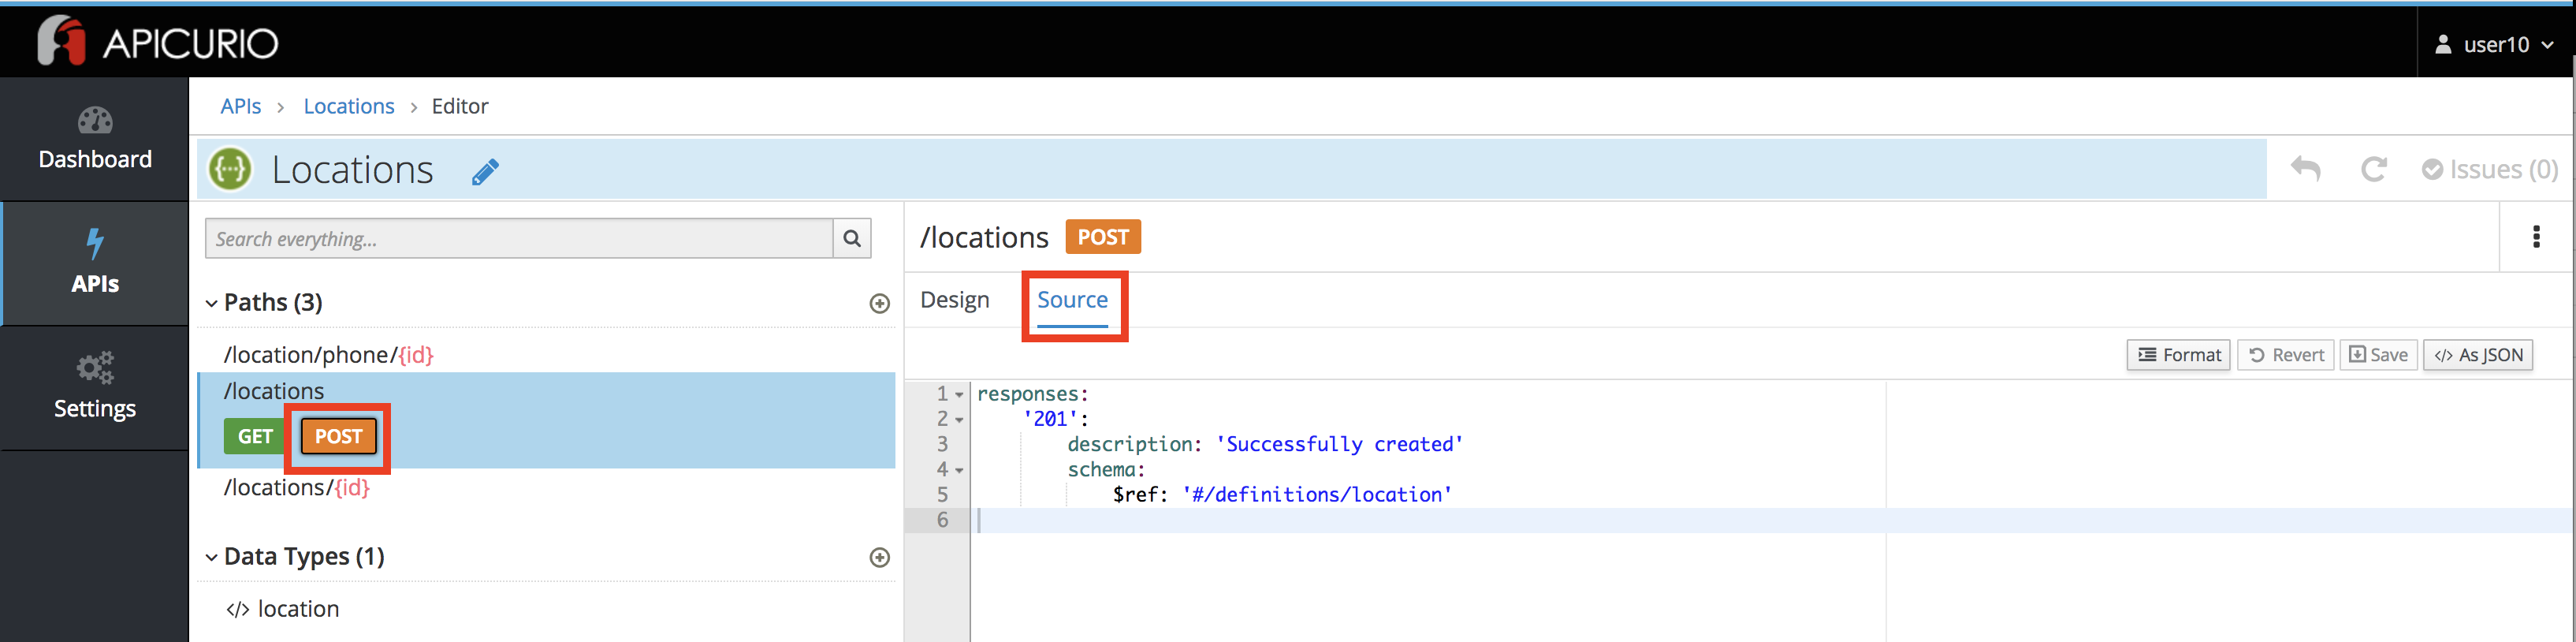 APICURIO
user10
Dashboard
APIs
Settings
APIs > Locations > Editor
Locations
Issues (0)
Search everything...
Paths (3)
/location/phone/{id}
/locations
GET POST
/locations/{id}
Data Types (1)
</> location
/locations POST
Design Source
Format Revert Save </> As JSON
1 responses:
2 '201':
3 description: 'Successfully created'
4 schema:
5 $ref: '#/definitions/location'
6